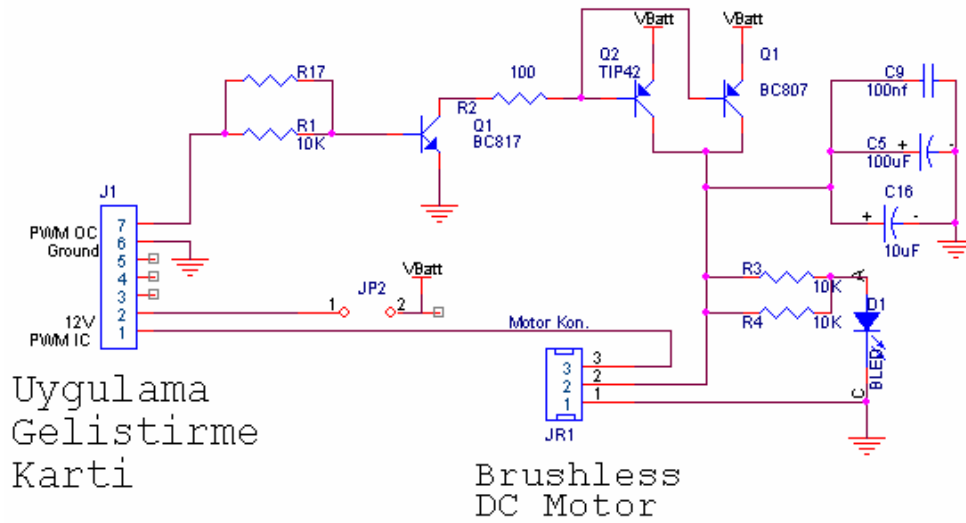 VBatt VBatt
Q2 Q1
TIP42
BC807
C9
100nf
R17
100
R1
10K
R2
Q1
BC817
C5 + -
100uF
C16
+ -
10uF
J1
7
6
5
4
3
2
1
PWM OC
Ground
12V
PWM IC
VBatt
JP2
1 2
Motor Kon.
R3
10K
R4
10K
A
D1
BLED
C
3 3
2 2
1 1
JR1
Uygulama
Gelistirme
Karti
Brushless
DC Motor